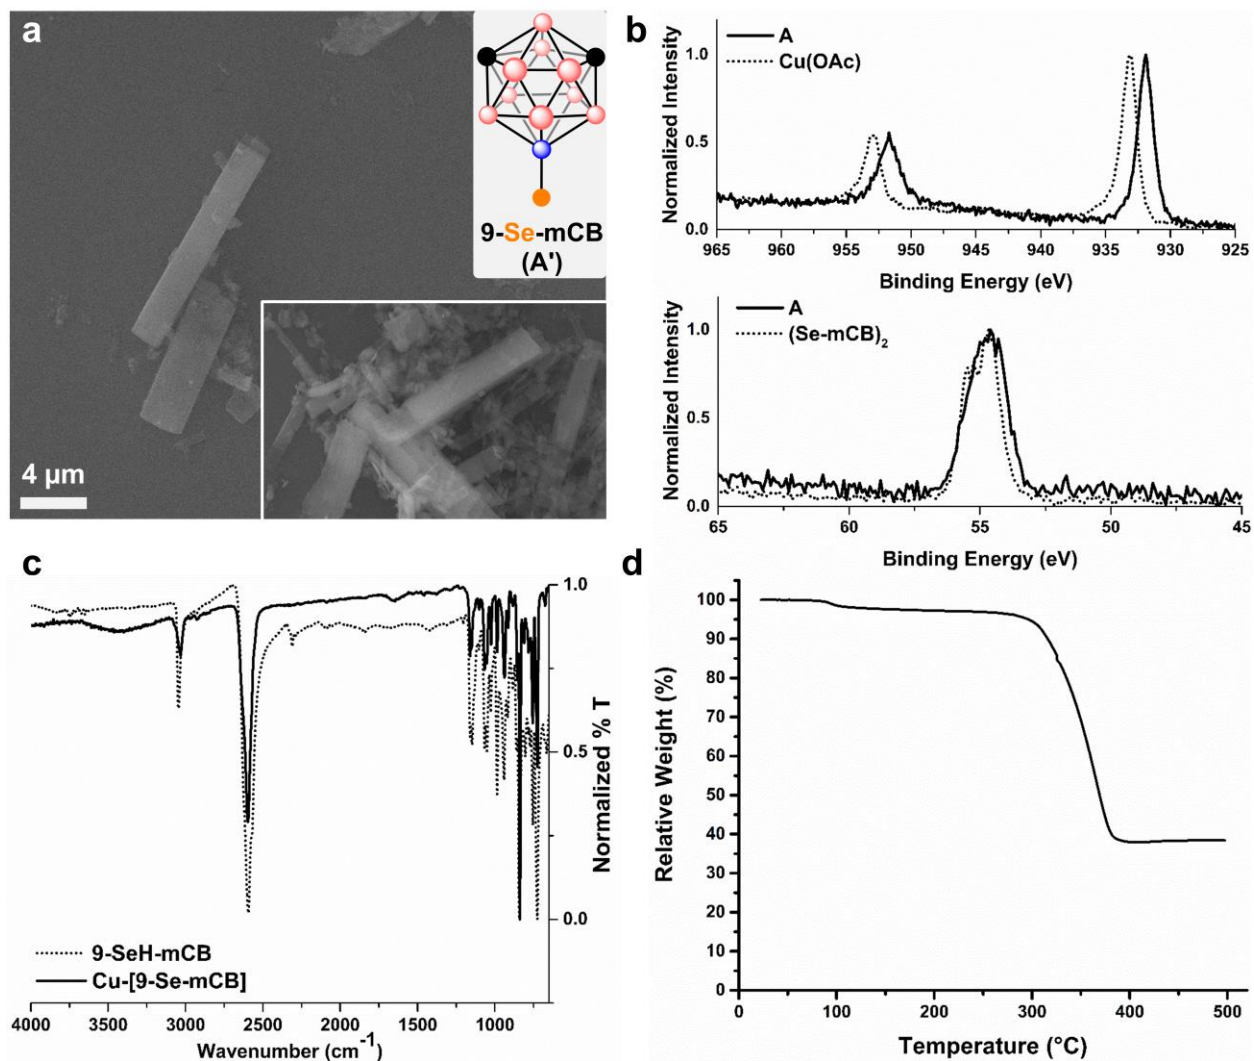 a
9-Se-mCB
(A')
4 µm
b
A
Cu(OAc)
Normalized Intensity
1.0
0.5
0.0
965 960 955 950 945 940 935 930 925
Binding Energy (eV)
A
(Se-mCB)₂
Normalized Intensity
1.0
0.5
0.0
65 60 55 50 45
Binding Energy (eV)
c
1.0
0.5
0.0
Normalized % T
9-SeH-mCB
Cu-[9-Se-mCB]
4000 3500 3000 2500 2000 1500 1000
Wavenumber (cm⁻¹)
d
Relative Weight (%)
100
90
80
70
60
50
40
30
20
10
0
0 100 200 300 400 500
Temperature (°C)